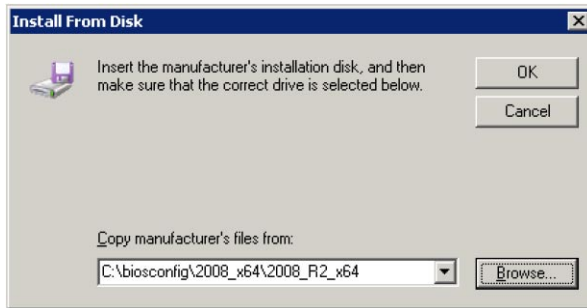 Install From Disk
Insert the manufacturer's installation disk, and then
make sure that the correct drive is selected below.
OK
Cancel
Copy manufacturer's files from:
C:\biosconfig\2008_x64\2008_R2_x64
Browse...